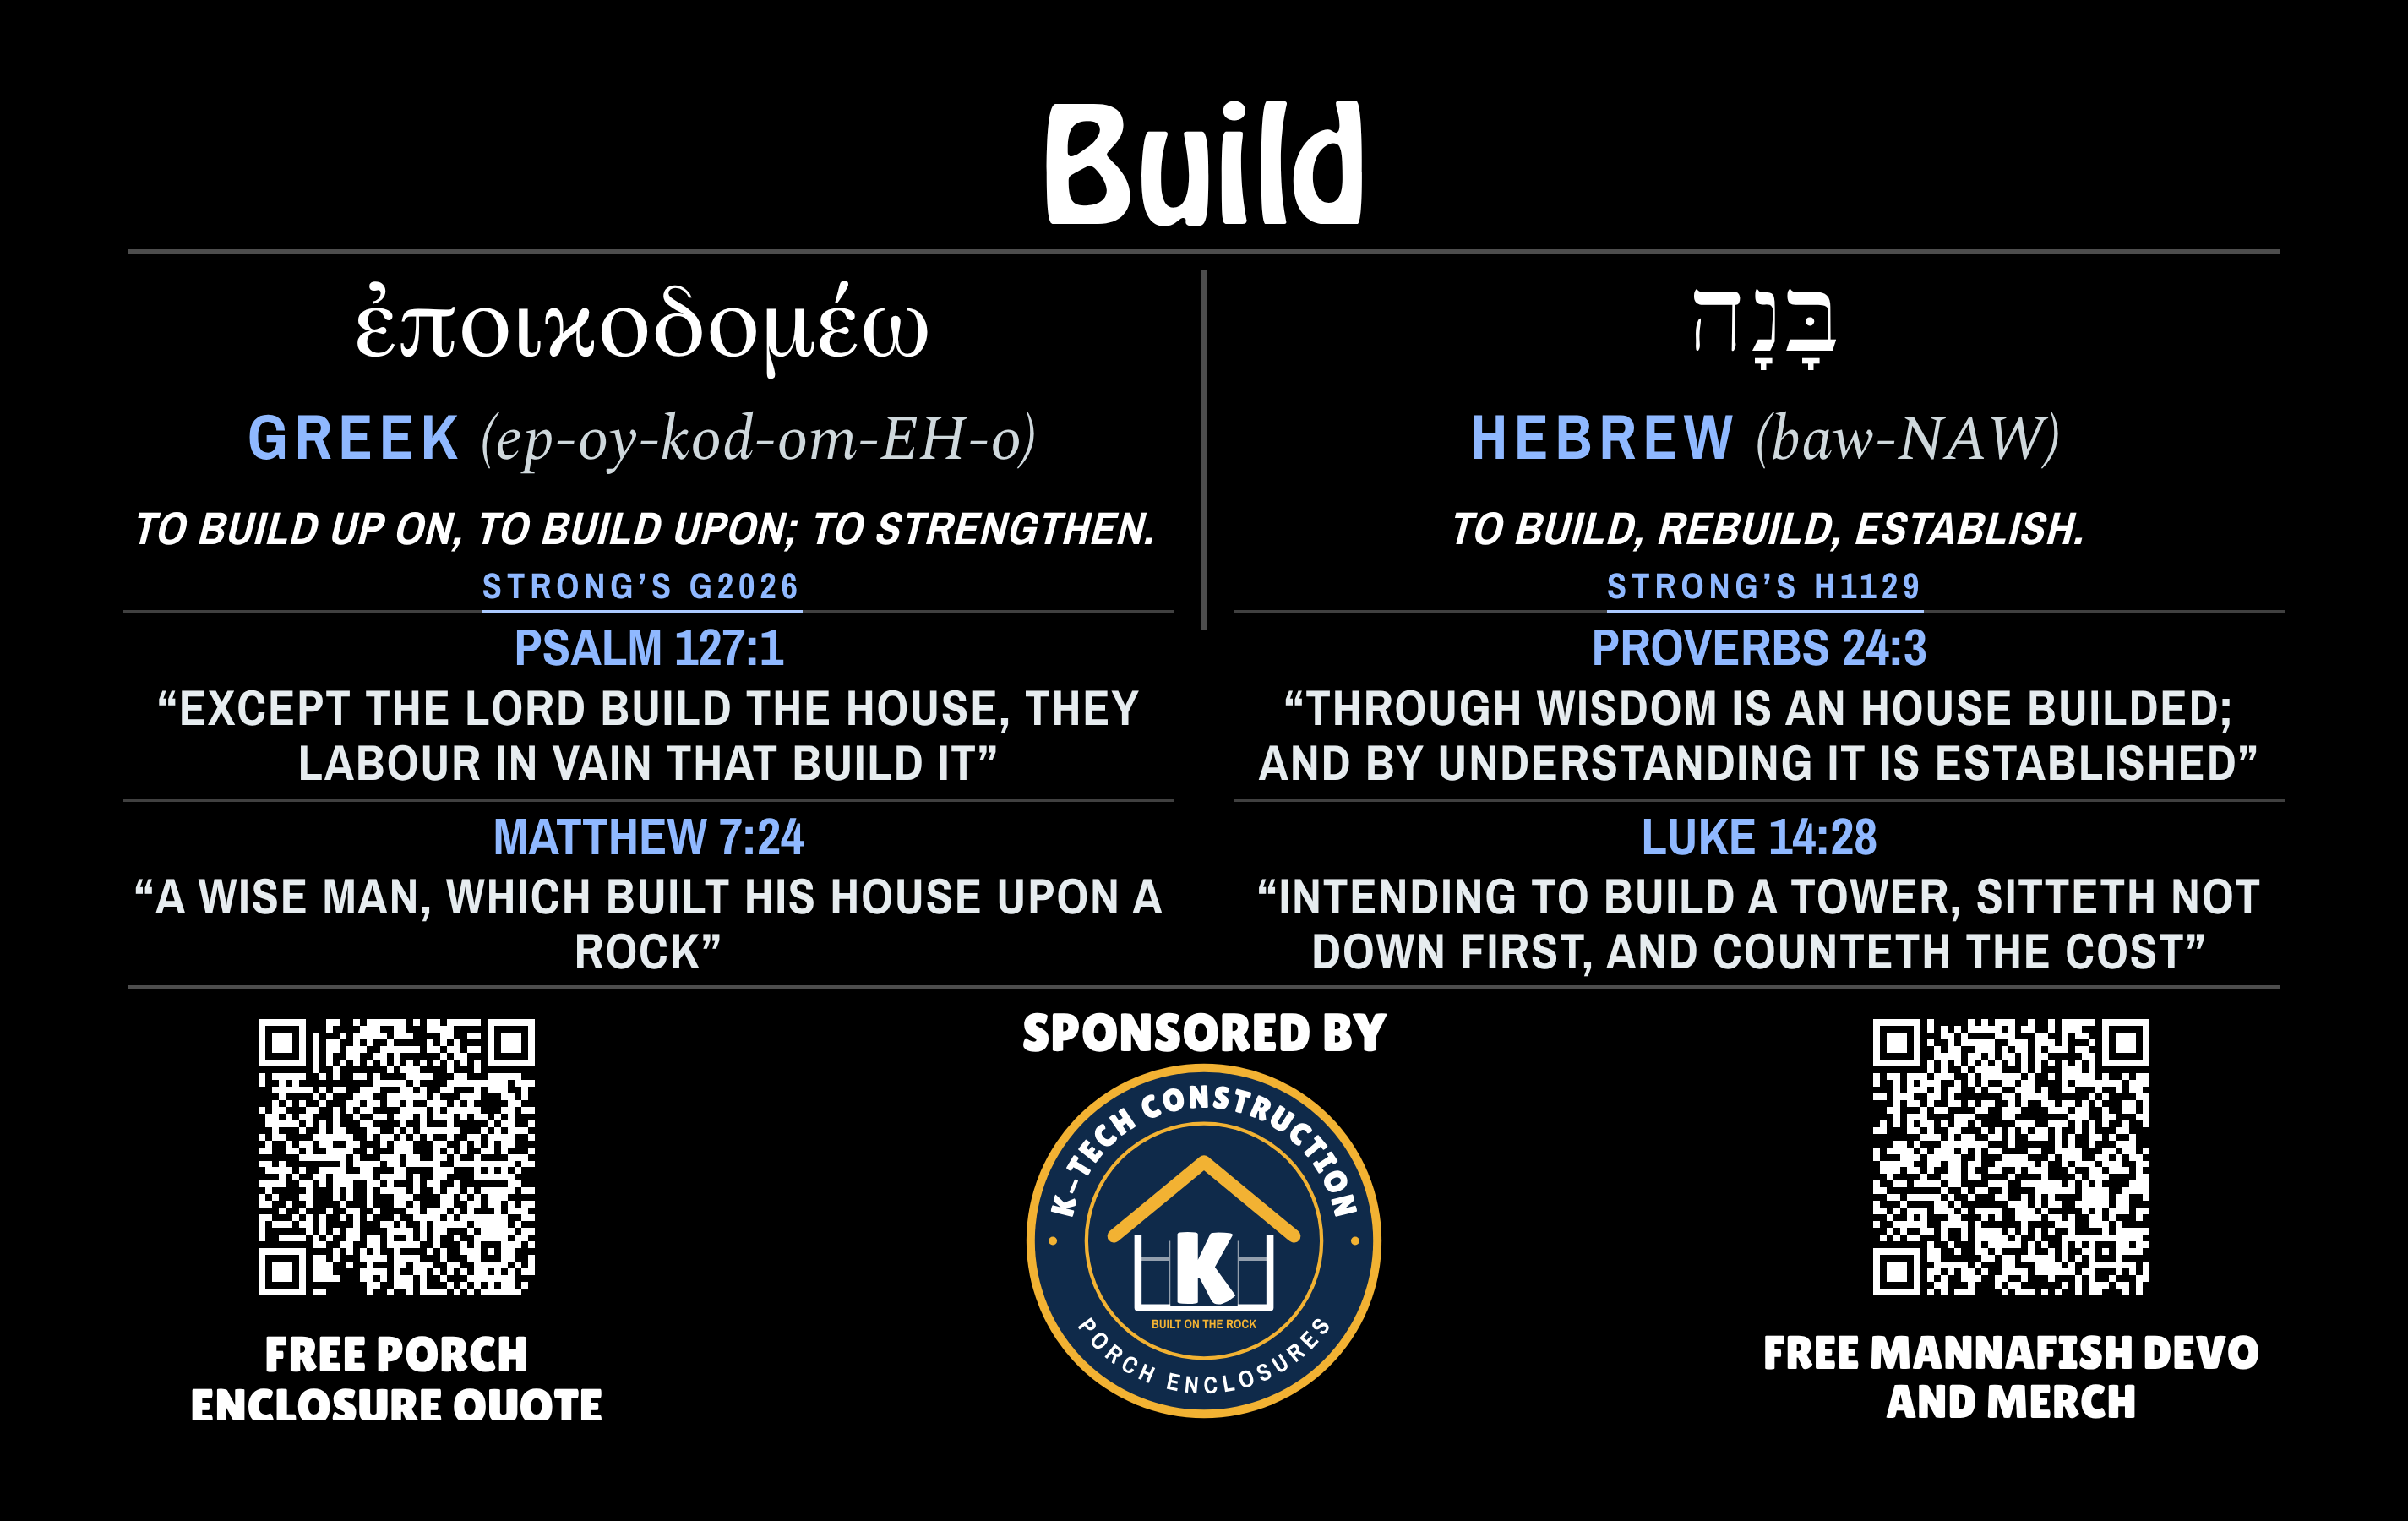 Build
ἐποικοδομέω
GREEK (ep-oy-kod-om-EH-o)
TO BUILD UP ON, TO BUILD UPON; TO STRENGTHEN.
STRONG’S G2026
בָּנָה
HEBREW (baw-NAW)
TO BUILD, REBUILD, ESTABLISH.
STRONG’S H1129
PSALM 127:1
“EXCEPT THE LORD BUILD THE HOUSE, THEY
LABOUR IN VAIN THAT BUILD IT”
PROVERBS 24:3
“THROUGH WISDOM IS AN HOUSE BUILDED;
AND BY UNDERSTANDING IT IS ESTABLISHED”
MATTHEW 7:24
“A WISE MAN, WHICH BUILT HIS HOUSE UPON A
ROCK”
LUKE 14:28
“INTENDING TO BUILD A TOWER, SITTETH NOT
DOWN FIRST, AND COUNTETH THE COST”
FREE PORCH
ENCLOSURE QUOTE
SPONSORED BY
K-TECH CONSTRUCTION
K
BUILT ON THE ROCK
PORCH ENCLOSURES
FREE MANNAFISH DEVO
AND MERCH